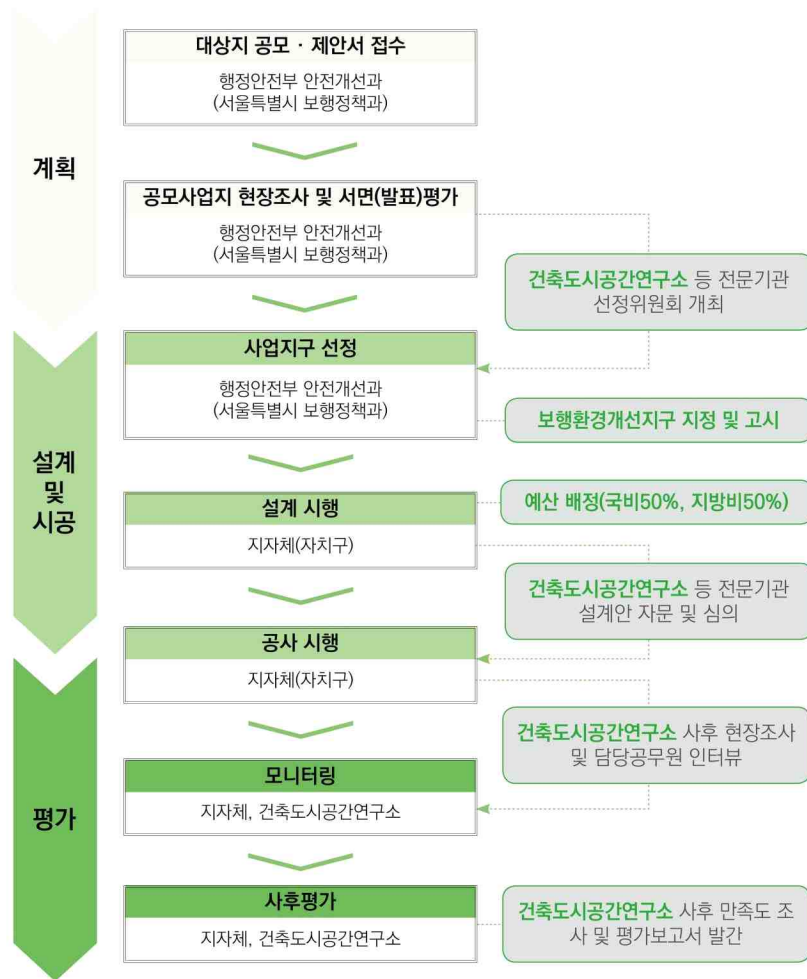 계획
대상지 공모 · 제안서 접수
행정안전부 안전개선과
(서울특별시 보행정책과)
공모사업지 현장조사 및 서면(발표)평가
행정안전부 안전개선과
(서울특별시 보행정책과)
건축도시공간연구소 등 전문기관
선정위원회 개최
설계
및
시공
사업지구 선정
행정안전부 안전개선과
(서울특별시 보행정책과)
보행환경개선지구 지정 및 고시
설계 시행
지자체(자치구)
예산 배정(국비50%, 지방비50%)
건축도시공간연구소 등 전문기관
설계안 자문 및 심의
공사 시행
지자체(자치구)
건축도시공간연구소 사후 현장조사
및 담당공무원 인터뷰
평가
모니터링
지자체, 건축도시공간연구소
사후평가
지자체, 건축도시공간연구소
건축도시공간연구소 사후 만족도 조
사 및 평가보고서 발간